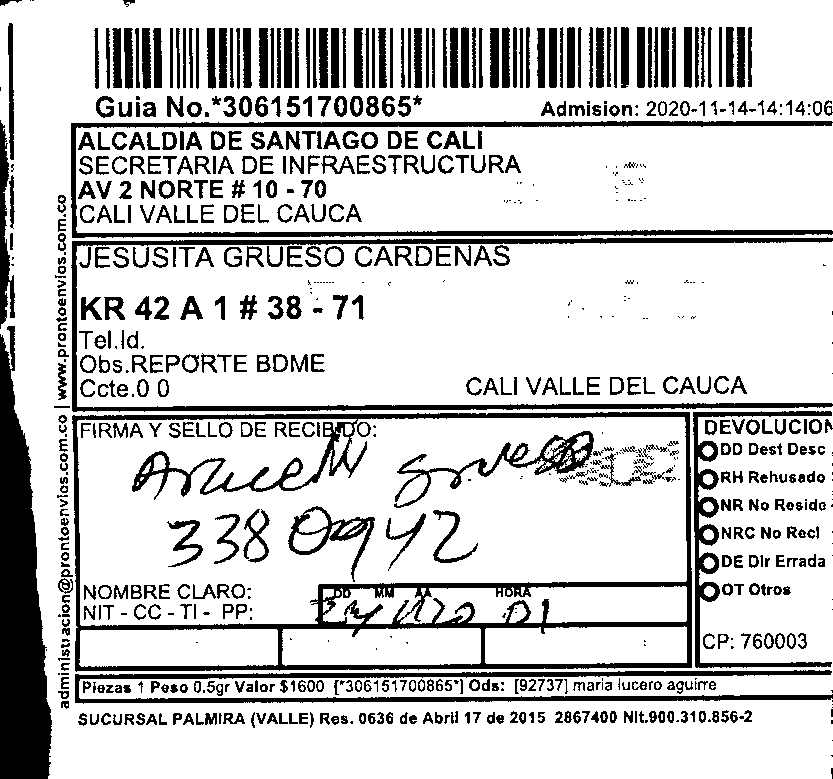 Guia No.*306151700865*
Admision: 2020-11-14-14:14:06
ALCALDIA DE SANTIAGO DE CALI
SECRETARIA DE INFRAESTRUCTURA
AV 2 NORTE # 10 - 70
CALI VALLE DEL CAUCA
www.prontoenvios.com.co
JESUSITA GRUESO CARDENAS
KR 42 A 1 # 38 - 71
Tel.Id.
Obs.REPORTE BDME
Ccte.0 0
CALI VALLE DEL CAUCA
administracion@prontoenvios.com.co
FIRMA Y SELLO DE RECIBIDO:
Aracelly Grueso
3380942
NOMBRE CLARO:
NIT - CC - TI - PP:
DD MM AA HORA
DEVOLUCION
DD Dest Desc
RH Rehusado
NR No Reside
NRC No Recl
DE Dir Errada
OT Otros
CP: 760003
Piezas 1 Peso 0.5gr Valor $1600 [*306151700865*] Ods: [92737] maria lucero aguirre
SUCURSAL PALMIRA (VALLE) Res. 0636 de Abril 17 de 2015 2867400 Nit.900.310.856-2